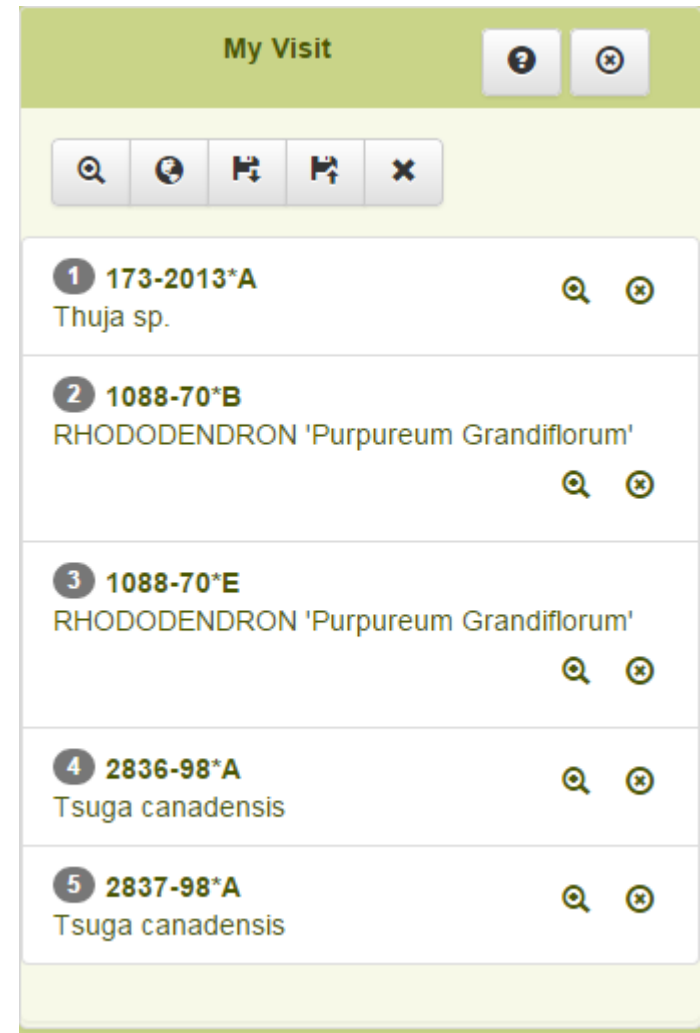 My Visit
1 173-2013*A
Thuja sp.
2 1088-70*B
RHODODENDRON 'Purpureum Grandiflorum'
3 1088-70*E
RHODODENDRON 'Purpureum Grandiflorum'
4 2836-98*A
Tsuga canadensis
5 2837-98*A
Tsuga canadensis